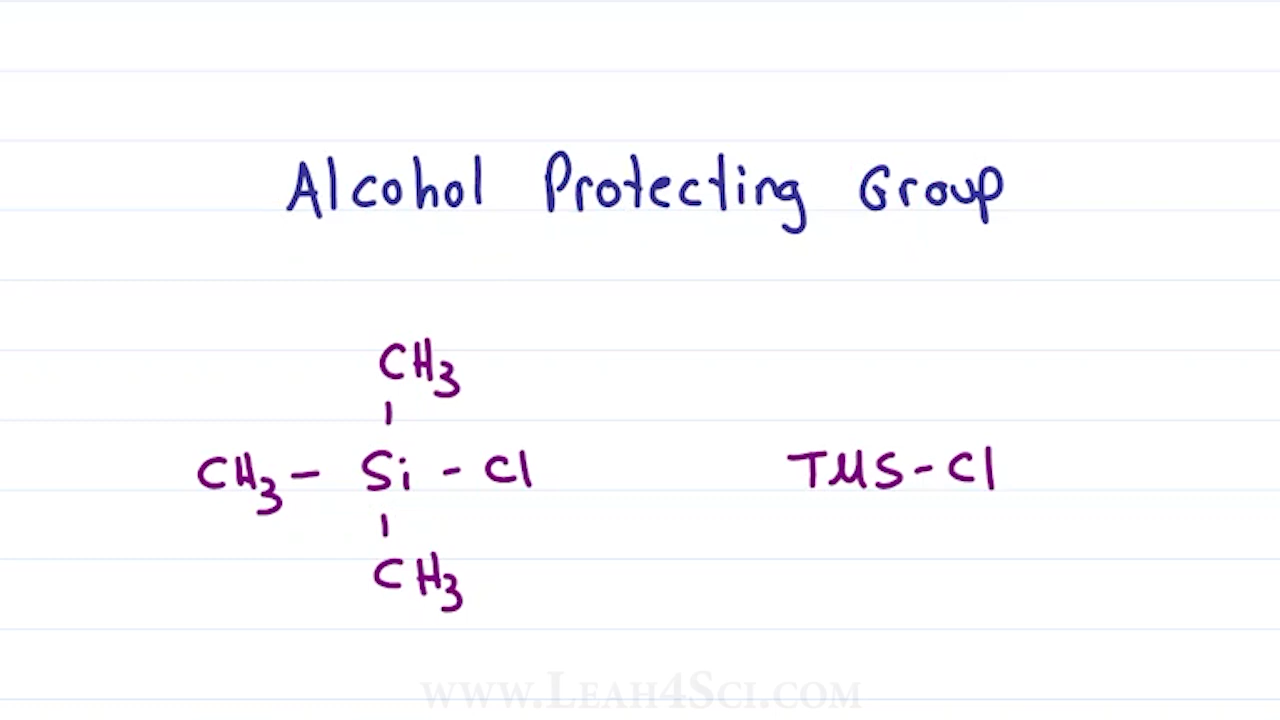 Alcohol Protecting Group
CH3
CH3 - Si - Cl
TMS-Cl
CH3
www.Leah4Sci.com